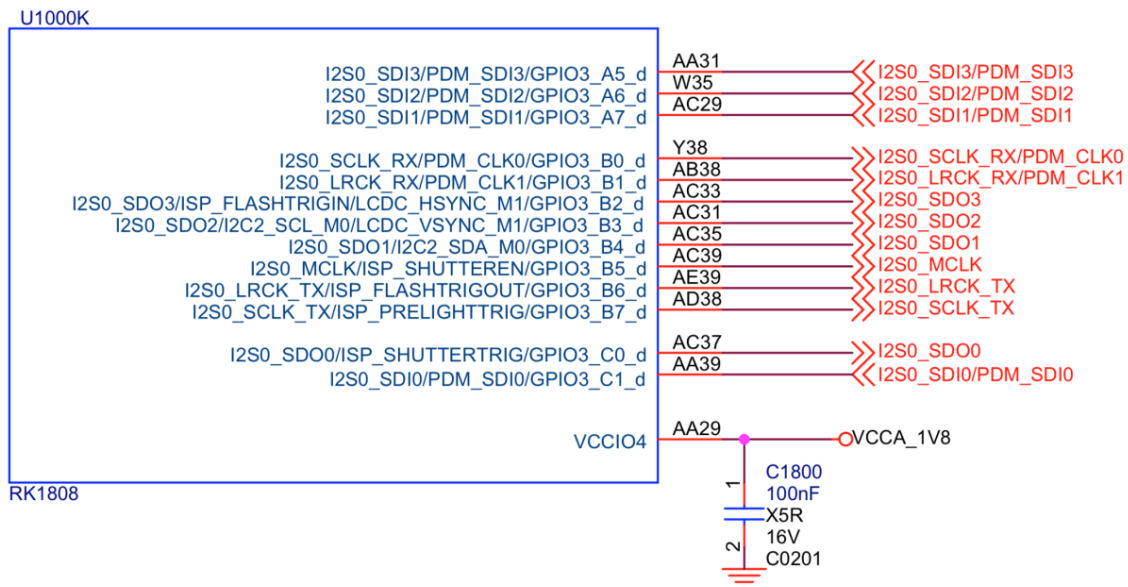 U1000K
I2S0_SDI3/PDM_SDI3/GPIO3_A5_d AA31 I2S0_SDI3/PDM_SDI3
I2S0_SDI2/PDM_SDI2/GPIO3_A6_d W35 I2S0_SDI2/PDM_SDI2
I2S0_SDI1/PDM_SDI1/GPIO3_A7_d AC29 I2S0_SDI1/PDM_SDI1
I2S0_SCLK_RX/PDM_CLK0/GPIO3_B0_d Y38 I2S0_SCLK_RX/PDM_CLK0
I2S0_LRCK_RX/PDM_CLK1/GPIO3_B1_d AB38 I2S0_LRCK_RX/PDM_CLK1
I2S0_SDO3/ISP_FLASHTRIGIN/LCDC_HSYNC_M1/GPIO3_B2_d AC33 I2S0_SDO3
I2S0_SDO2/I2C2_SCL_M0/LCDC_VSYNC_M1/GPIO3_B3_d AC31 I2S0_SDO2
I2S0_SDO1/I2C2_SDA_M0/GPIO3_B4_d AC35 I2S0_SDO1
I2S0_MCLK/ISP_SHUTTEREN/GPIO3_B5_d AC39 I2S0_MCLK
I2S0_LRCK_TX/ISP_FLASHTRIGOUT/GPIO3_B6_d AE39 I2S0_LRCK_TX
I2S0_SCLK_TX/ISP_PRELIGHTTRIG/GPIO3_B7_d AD38 I2S0_SCLK_TX
I2S0_SDO0/ISP_SHUTTERTRIG/GPIO3_C0_d AC37 I2S0_SDO0
I2S0_SDI0/PDM_SDI0/GPIO3_C1_d AA39 I2S0_SDI0/PDM_SDI0
VCCIO4 AA29 VCCA_1V8
RK1808
1
C1800
100nF
X5R
16V
2
C0201